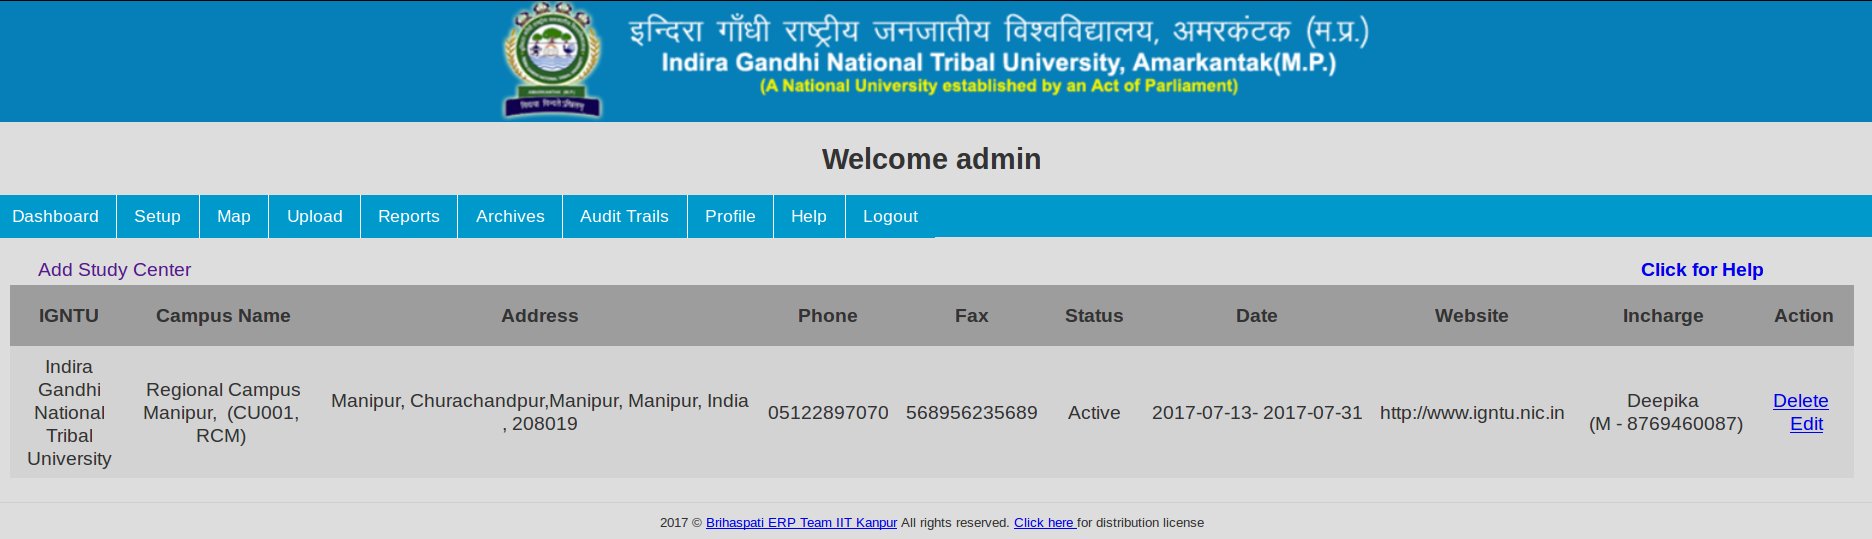 इन्दिरा गाँधी राष्ट्रीय जनजातीय विश्वविद्यालय, अमरकंटक (म.प्र.)
Indira Gandhi National Tribal University, Amarkantak(M.P.)
(A National University established by an Act of Parliament)
AMARKANTAK (M.P.)
Welcome admin
Dashboard Setup Map Upload Reports Archives Audit Trails Profile Help Logout
Add Study Center Click for Help
IGNTU Campus Name Address Phone Fax Status Date Website Incharge Action
Indira Gandhi National Tribal University
Regional Campus Manipur, (CU001, RCM)
Manipur, Churachandpur,Manipur, Manipur, India , 208019
05122897070
568956235689
Active
2017-07-13- 2017-07-31
http://www.igntu.nic.in
Deepika
(M - 8769460087)
Delete
Edit
2017 © Brihaspati ERP Team IIT Kanpur All rights reserved. Click here for distribution license